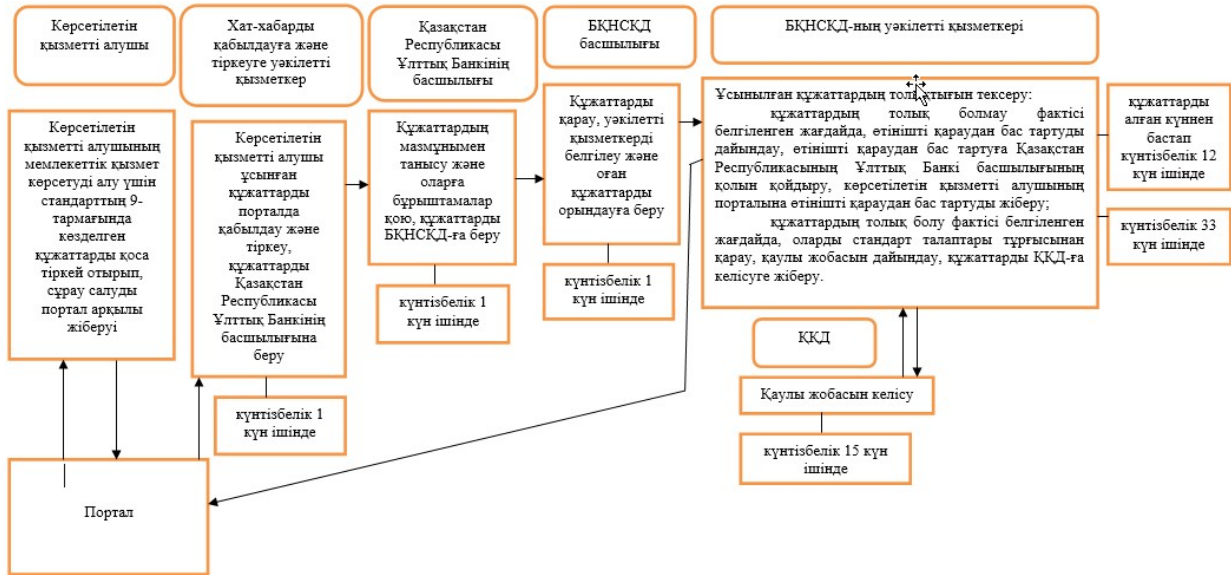 Көрсетілетін
қызметті алушы
Хат-хабарды
қабылдауға және
тіркеуге уәкілетті
қызметкер
Қазақстан
Республикасы
Ұлттық Банкінің
басшылығы
БҚНСҚД
басшылығы
БҚНСҚД-ның уәкілетті қызметкері
Көрсетілетін
қызметті алушының
мемлекеттік қызмет
көрсетуді алу үшін
стандарттың 9-
тармағында
көзделген
құжаттарды қоса
тіркей отырып,
сұрау салуды
портал арқылы
жіберуі
Көрсетілетін
қызметті алушы
ұсынған
құжаттарды
порталда
қабылдау және
тіркеу,
құжаттарды
Қазақстан
Республикасы
Ұлттық Банкінің
басшылығына
беру
күнтізбелік 1
күн ішінде
Құжаттардың
мазмұнымен
танысу және
оларға
бұрыштамалар
қою, құжаттарды
БҚНСҚД-ға беру
күнтізбелік 1
күн ішінде
Құжаттарды
қарау, уәкілетті
қызметкерді
белгілеу және
оған
құжаттарды
орындауға беру
күнтізбелік 1
күн ішінде
Ұсынылған құжаттардың толықтығын тексеру:
құжаттардың толық болмау фактісі
белгіленген жағдайда, өтінішті қараудан бас тартуды
дайындау, өтінішті қараудан бас тартуға Қазақстан
Республикасының Ұлттық Банкі басшылығының
қолын қойдыру, көрсетілетін қызметті алушының
порталына өтінішті қараудан бас тартуды жіберу;
құжаттардың толық болу фактісі белгіленген
жағдайда, оларды стандарт талаптары тұрғысынан
қарау, қаулы жобасын дайындау, құжаттарды ҚҚД-ға
келісуге жіберу.
құжаттарды
алған күннен
бастап
күнтізбелік 12
күн ішінде
күнтізбелік 33
күн ішінде
ҚҚД
Қаулы жобасын келісу
күнтізбелік 15 күн
ішінде
Портал